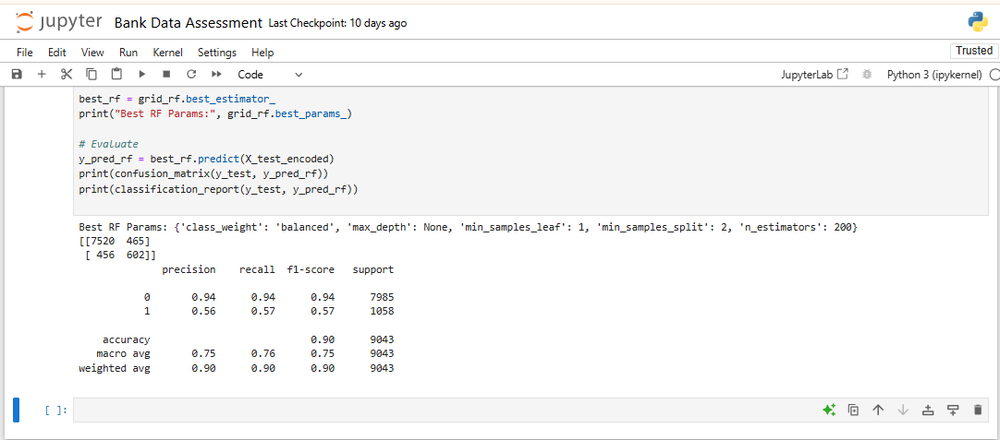 jupyter Bank Data Assessment Last Checkpoint: 10 days ago
File Edit View Run Kernel Settings Help Trusted
Code JupyterLab Python 3 (ipykernel)
best_rf = grid_rf.best_estimator_
print("Best RF Params:", grid_rf.best_params_)
# Evaluate
y_pred_rf = best_rf.predict(X_test_encoded)
print(confusion_matrix(y_test, y_pred_rf))
print(classification_report(y_test, y_pred_rf))
Best RF Params: {'class_weight': 'balanced', 'max_depth': None, 'min_samples_leaf': 1, 'min_samples_split': 2, 'n_estimators': 200}
[[7520 465]
[ 456 602]]
precision recall f1-score support
0 0.94 0.94 0.94 7985
1 0.56 0.57 0.57 1058
accuracy 0.90 9043
macro avg 0.75 0.76 0.75 9043
weighted avg 0.90 0.90 0.90 9043
[ ]: